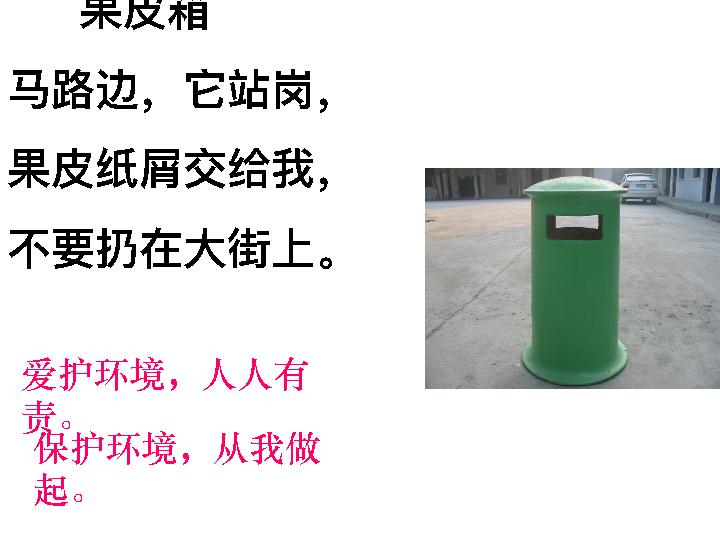 果皮箱
马路边，它站岗，
果皮纸屑交给我，
不要扔在大街上。
爱护环境，人人有
责。
保护环境，从我做
起。